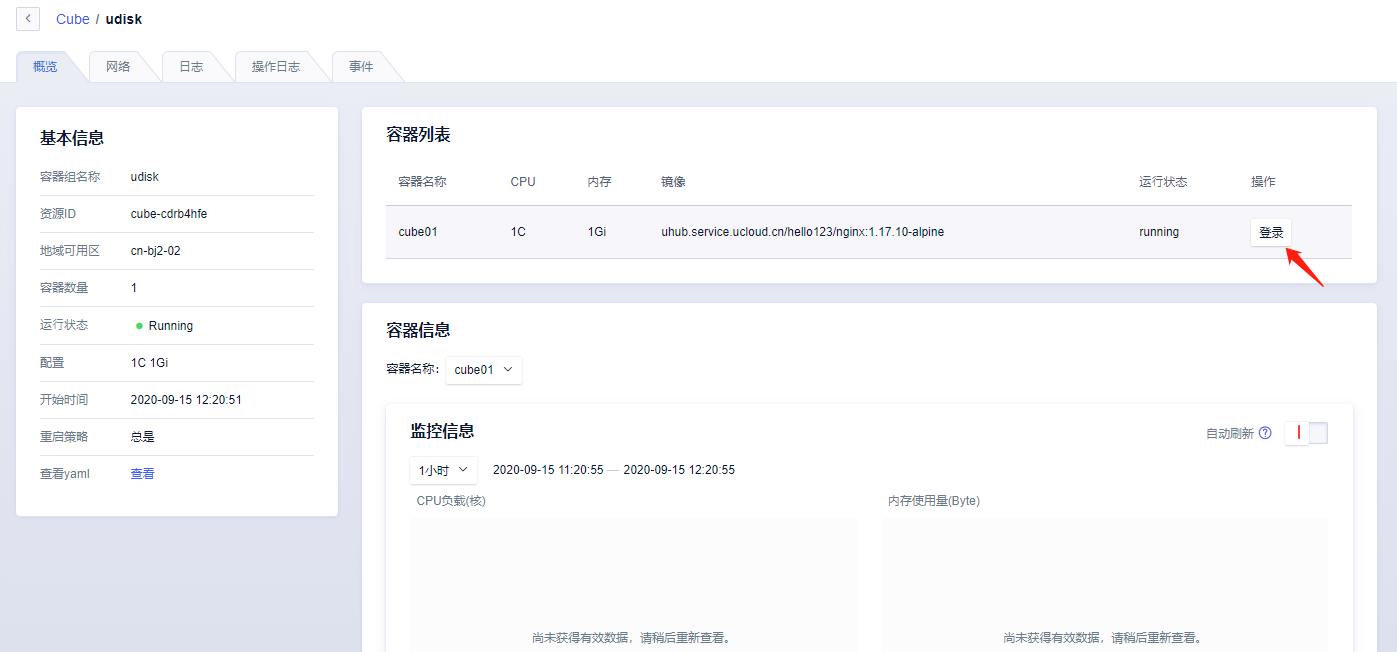 Cube / udisk
概览 网络 日志 操作日志 事件
基本信息
容器组名称 udisk
资源ID cube-cdrb4hfe
地域可用区 cn-bj2-02
容器数量 1
运行状态 Running
配置 1C 1Gi
开始时间 2020-09-15 12:20:51
重启策略 总是
查看yaml 查看
容器列表
容器名称 CPU 内存 镜像 运行状态 操作
cube01 1C 1Gi uhub.service.ucloud.cn/hello123/nginx:1.17.10-alpine running 登录
容器信息
容器名称: cube01
监控信息
自动刷新
1小时 2020-09-15 11:20:55 — 2020-09-15 12:20:55
CPU负载(核) 内存使用量(Byte)
尚未获得有效数据，请稍后重新查看。 尚未获得有效数据，请稍后重新查看。